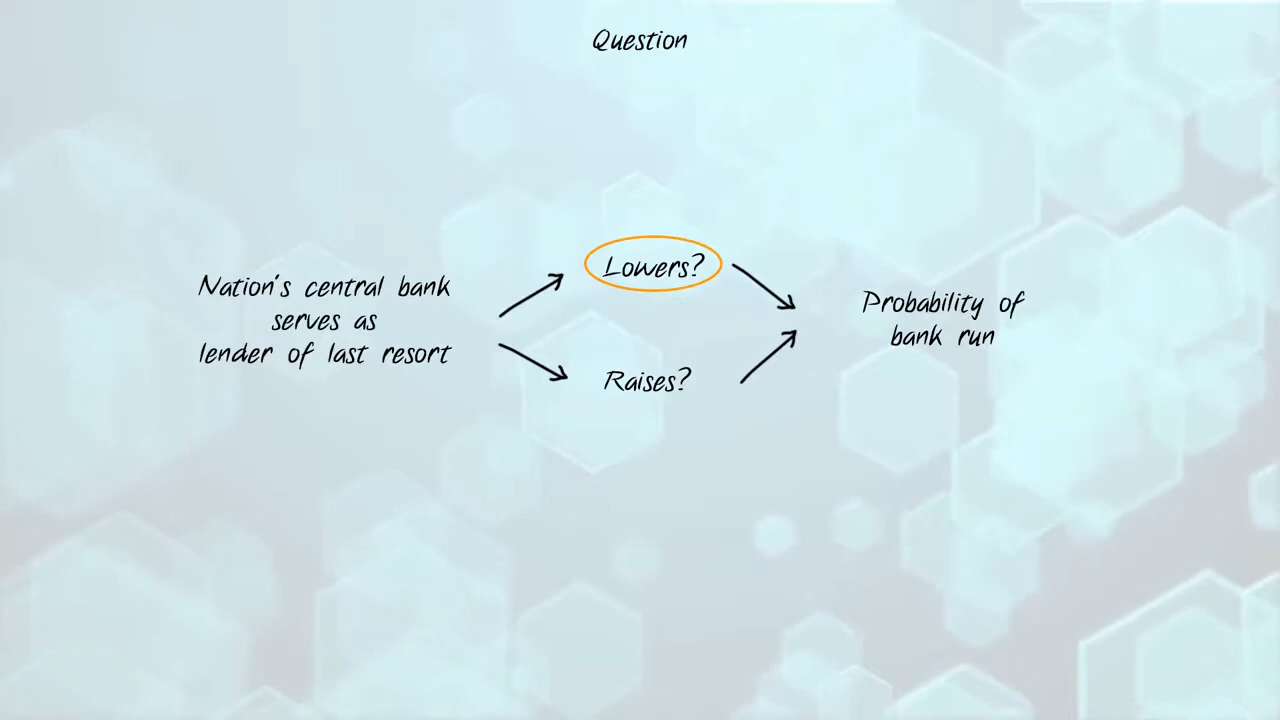 Question
Nation's central bank
serves as
lender of last resort
Lowers?
Raises?
Probability of
bank run